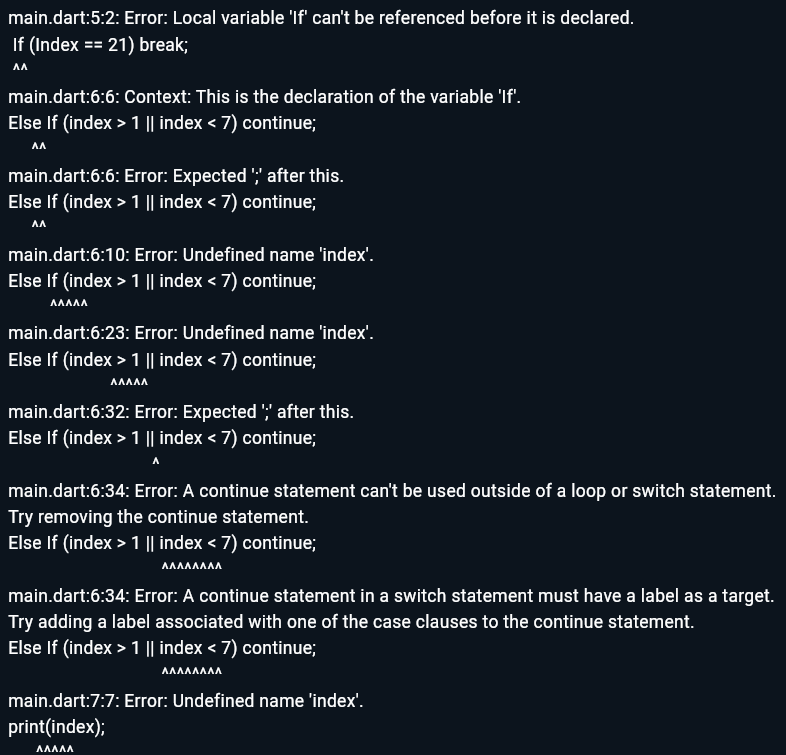 main.dart:5:2: Error: Local variable 'If' can't be referenced before it is declared.
If (Index == 21) break;
^^
main.dart:6:6: Context: This is the declaration of the variable 'If'.
Else If (index > 1 || index < 7) continue;
^^
main.dart:6:6: Error: Expected ';' after this.
Else If (index > 1 || index < 7) continue;
^^
main.dart:6:10: Error: Undefined name 'index'.
Else If (index > 1 || index < 7) continue;
^^^^^
main.dart:6:23: Error: Undefined name 'index'.
Else If (index > 1 || index < 7) continue;
^^^^^
main.dart:6:32: Error: Expected ';' after this.
Else If (index > 1 || index < 7) continue;
^
main.dart:6:34: Error: A continue statement can't be used outside of a loop or switch statement.
Try removing the continue statement.
Else If (index > 1 || index < 7) continue;
^^^^^^^^
main.dart:6:34: Error: A continue statement in a switch statement must have a label as a target.
Try adding a label associated with one of the case clauses to the continue statement.
Else If (index > 1 || index < 7) continue;
^^^^^^^^
main.dart:7:7: Error: Undefined name 'index'.
print(index);
^^^^^